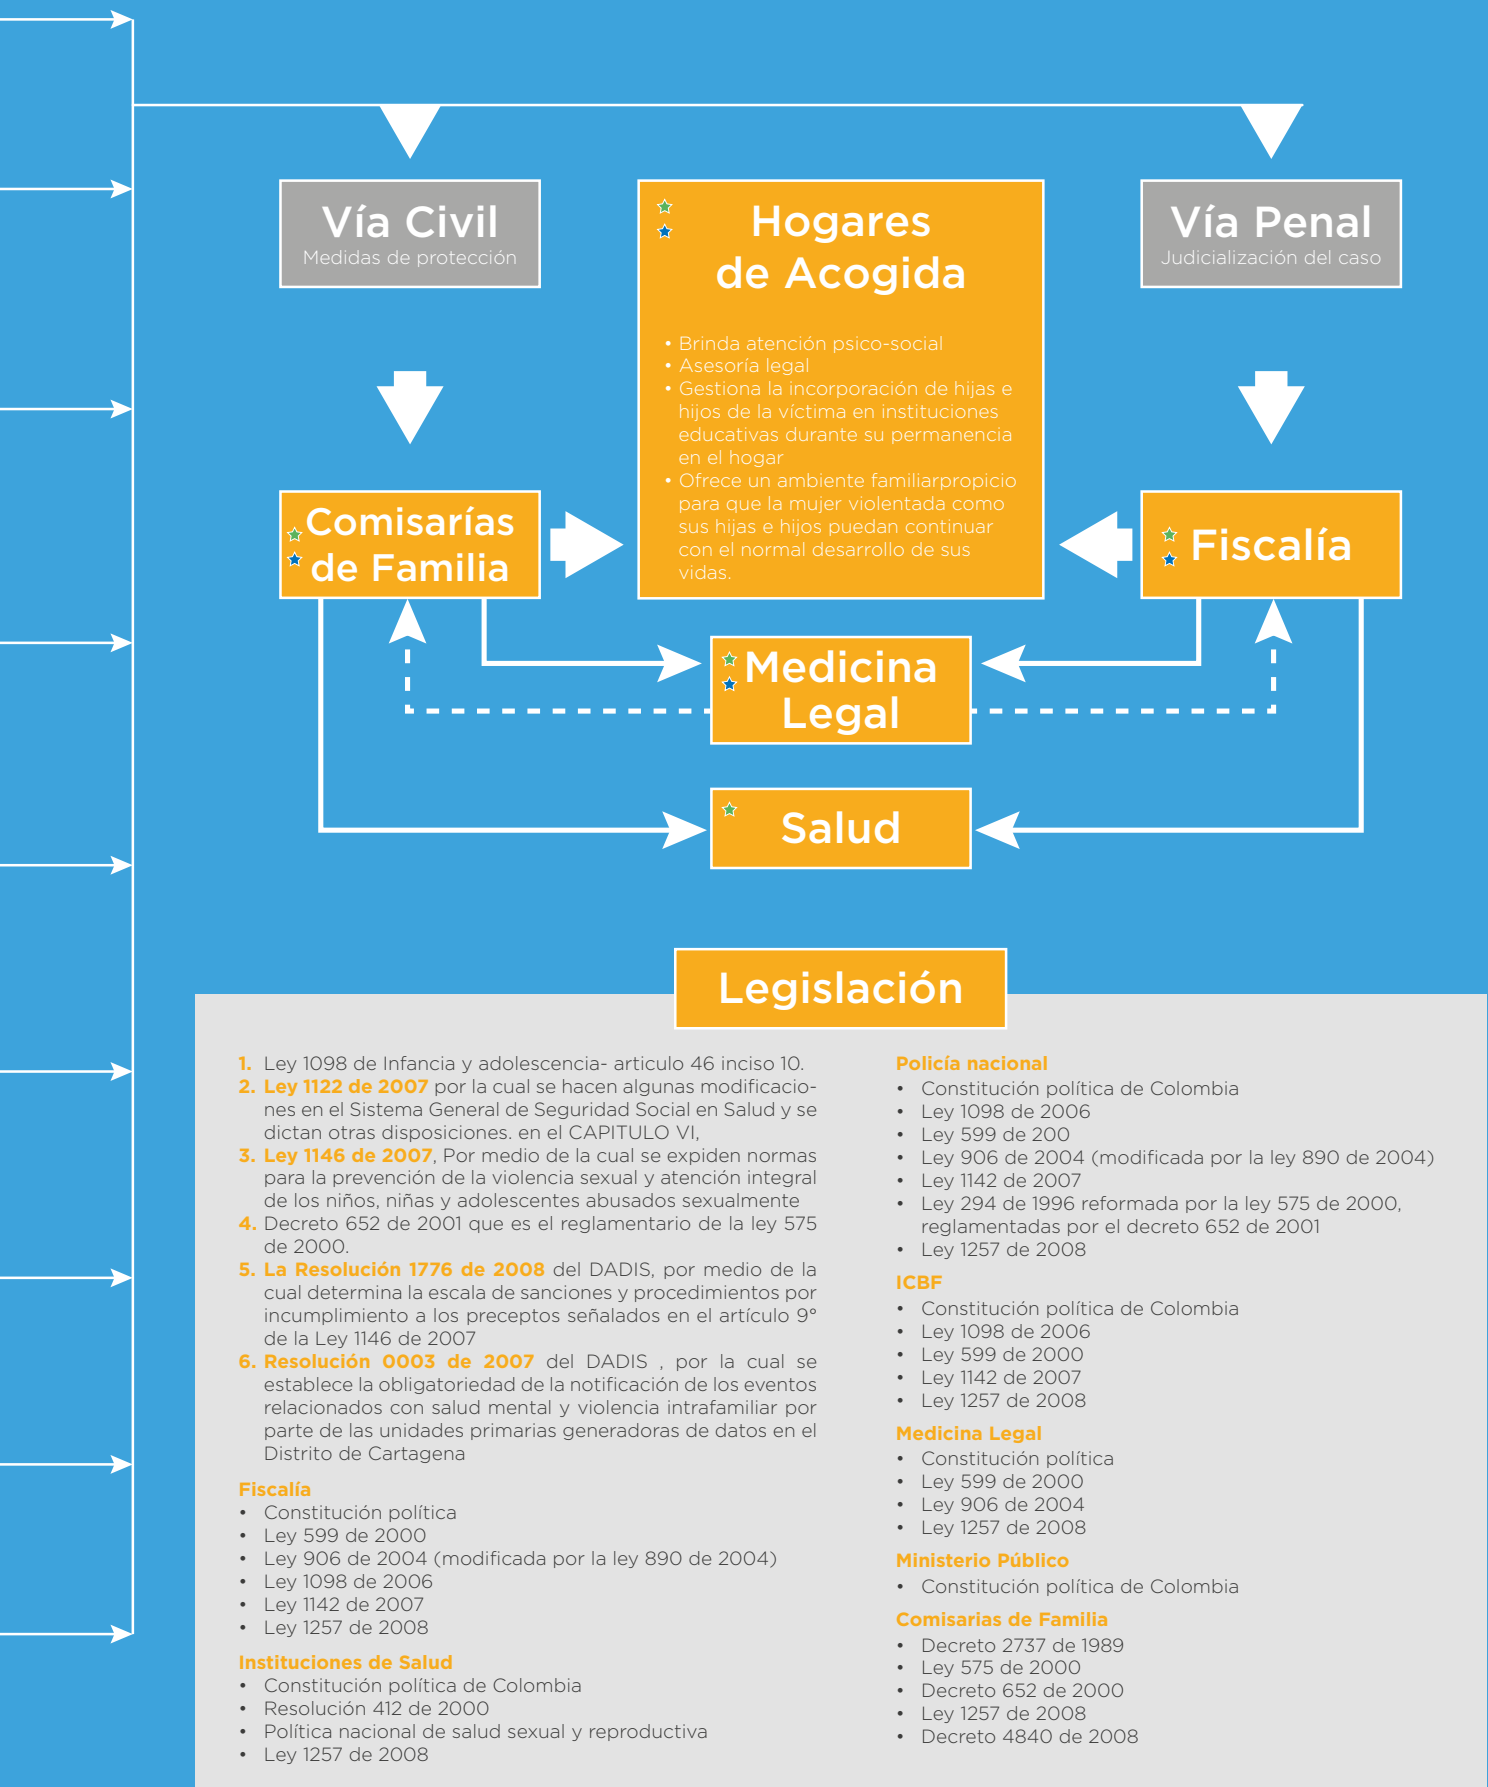 Vía Civil
Medidas de protección
Hogares
de Acogida
• Brinda atención psico-social
• Asesoría legal
• Gestiona la incorporación de hijas e
hijos de la víctima en instituciones
educativas durante su permanencia
en el hogar
• Ofrece un ambiente familiarpropicio
para que la mujer violentada como
sus hijas e hijos puedan continuar
con el normal desarrollo de sus
vidas.
Vía Penal
Judicialización del caso
Comisarías
de Familia
Fiscalía
Medicina
Legal
Salud
Legislación
1. Ley 1098 de Infancia y adolescencia- articulo 46 inciso 10.
2. Ley 1122 de 2007 por la cual se hacen algunas modificacio-
nes en el Sistema General de Seguridad Social en Salud y se
dictan otras disposiciones. en el CAPITULO VI,
3. Ley 1146 de 2007, Por medio de la cual se expiden normas
para la prevención de la violencia sexual y atención integral
de los niños, niñas y adolescentes abusados sexualmente
4. Decreto 652 de 2001 que es el reglamentario de la ley 575
de 2000.
5. La Resolución 1776 de 2008 del DADIS, por medio de la
cual determina la escala de sanciones y procedimientos por
incumplimiento a los preceptos señalados en el artículo 9°
de la Ley 1146 de 2007
6. Resolución 0003 de 2007 del DADIS , por la cual se
establece la obligatoriedad de la notificación de los eventos
relacionados con salud mental y violencia intrafamiliar por
parte de las unidades primarias generadoras de datos en el
Distrito de Cartagena
Fiscalía
• Constitución política
• Ley 599 de 2000
• Ley 906 de 2004 (modificada por la ley 890 de 2004)
• Ley 1098 de 2006
• Ley 1142 de 2007
• Ley 1257 de 2008
Instituciones de Salud
• Constitución política de Colombia
• Resolución 412 de 2000
• Política nacional de salud sexual y reproductiva
• Ley 1257 de 2008
Policía nacional
• Constitución política de Colombia
• Ley 1098 de 2006
• Ley 599 de 200
• Ley 906 de 2004 (modificada por la ley 890 de 2004)
• Ley 1142 de 2007
• Ley 294 de 1996 reformada por la ley 575 de 2000,
reglamentadas por el decreto 652 de 2001
• Ley 1257 de 2008
ICBF
• Constitución política de Colombia
• Ley 1098 de 2006
• Ley 599 de 2000
• Ley 1142 de 2007
• Ley 1257 de 2008
Medicina Legal
• Constitución política
• Ley 599 de 2000
• Ley 906 de 2004
• Ley 1257 de 2008
Ministerio Público
• Constitución política de Colombia
Comisarias de Familia
• Decreto 2737 de 1989
• Ley 575 de 2000
• Decreto 652 de 2000
• Ley 1257 de 2008
• Decreto 4840 de 2008